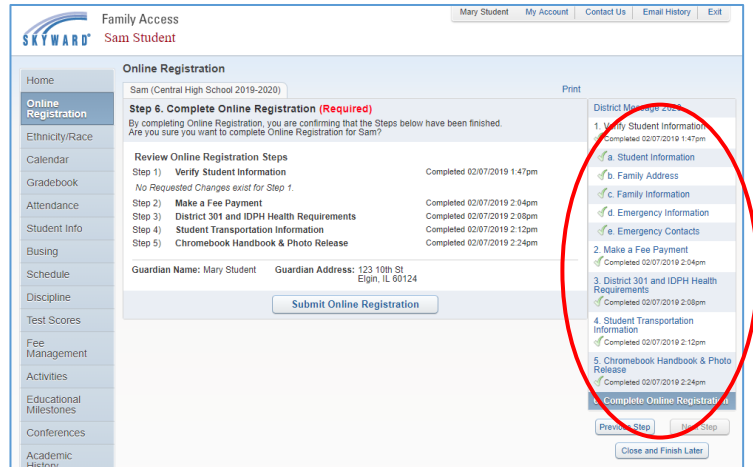 Family Access
Mary Student My Account Contact Us Email History Exit
SKYWARD® Sam Student
Home
Online Registration
Ethnicity/Race
Calendar
Gradebook
Attendance
Student Info
Busing
Schedule
Discipline
Test Scores
Fee
Management
Activities
Educational
Milestones
Conferences
Academic
History
Online Registration
Sam (Central High School 2019-2020) Print
Step 6. Complete Online Registration (Required)
By completing Online Registration, you are confirming that the Steps below have been finished.
Are you sure you want to complete Online Registration for Sam?
Review Online Registration Steps
Step 1) Verify Student Information Completed 02/07/2019 1:47pm
No Requested Changes exist for Step 1.
Step 2) Make a Fee Payment Completed 02/07/2019 2:04pm
Step 3) District 301 and IDPH Health Requirements Completed 02/07/2019 2:08pm
Step 4) Student Transportation Information Completed 02/07/2019 2:12pm
Step 5) Chromebook Handbook & Photo Release Completed 02/07/2019 2:24pm
Guardian Name: Mary Student Guardian Address: 123 10th St
Elgin, IL 60124
Submit Online Registration
District Message 2020
1. Verify Student Information
Completed 02/07/2019 1:47pm
a. Student Information
b. Family Address
c. Family Information
d. Emergency Information
e. Emergency Contacts
2. Make a Fee Payment
Completed 02/07/2019 2:04pm
3. District 301 and IDPH Health
Requirements
Completed 02/07/2019 2:08pm
4. Student Transportation
Information
Completed 02/07/2019 2:12pm
5. Chromebook Handbook & Photo
Release
Completed 02/07/2019 2:24pm
6. Complete Online Registration
Previous Step Next Step
Close and Finish Later